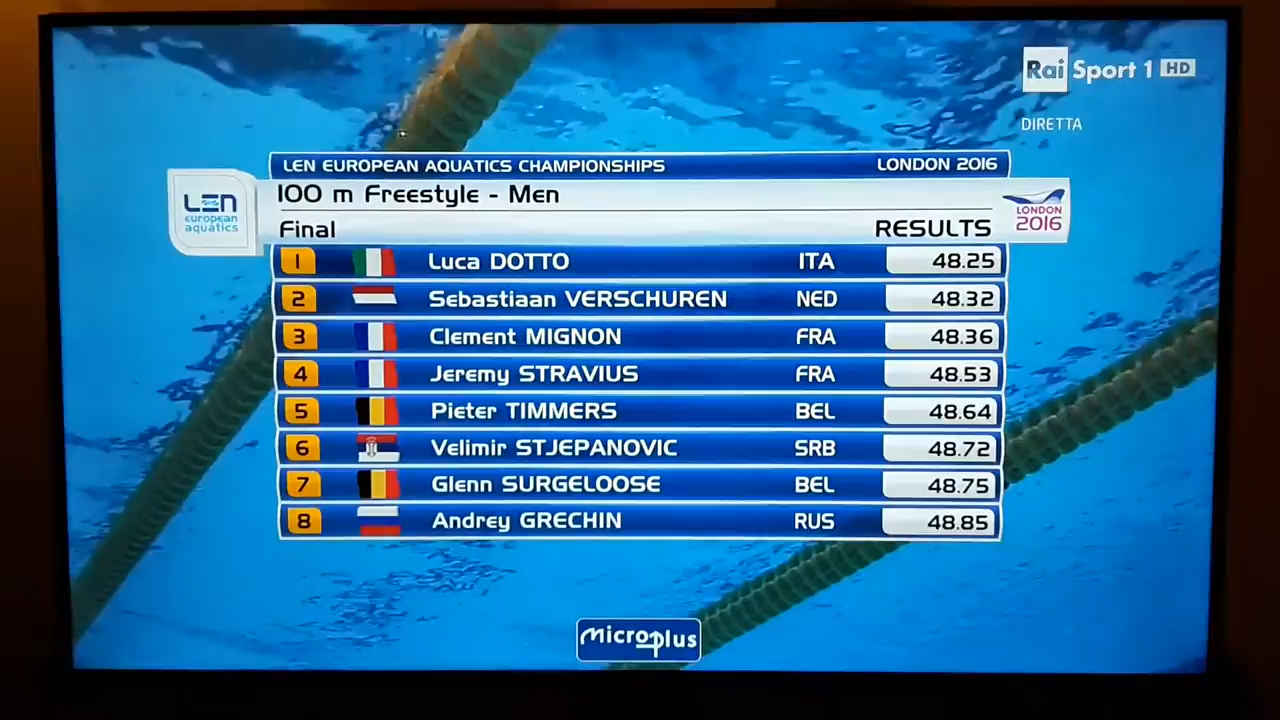 Rai Sport 1 HD
DIRETTA
LEN EUROPEAN AQUATICS CHAMPIONSHIPS LONDON 2016
LEN
european
aquatics
100 m Freestyle - Men
LONDON
2016
Final RESULTS
1 Luca DOTTO ITA 48.25
2 Sebastiaan VERSCHUREN NED 48.32
3 Clement MIGNON FRA 48.36
4 Jeremy STRAVIUS FRA 48.53
5 Pieter TIMMERS BEL 48.64
6 Velimir STJEPANOVIC SRB 48.72
7 Glenn SURGELOOSE BEL 48.75
8 Andrey GRECHIN RUS 48.85
Microplus